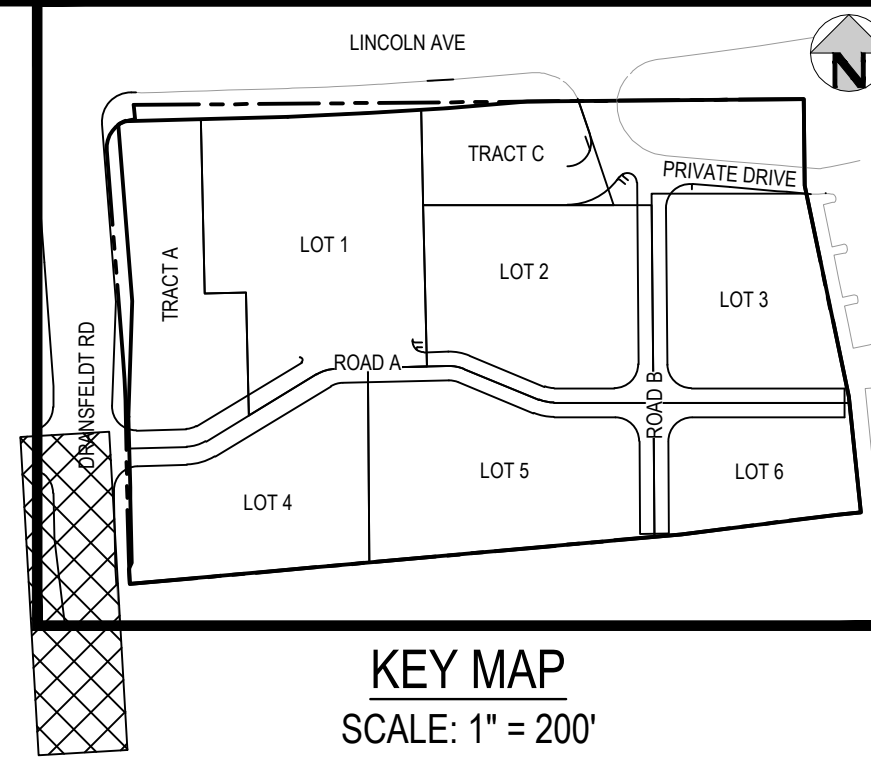 LINCOLN AVE
N
TRACT C
PRIVATE DRIVE
LOT 1
LOT 2
TRACT A
LOT 3
DRANSFELDT RD
ROAD A
ROAD B
LOT 4
LOT 5
LOT 6
KEY MAP
SCALE: 1" = 200'